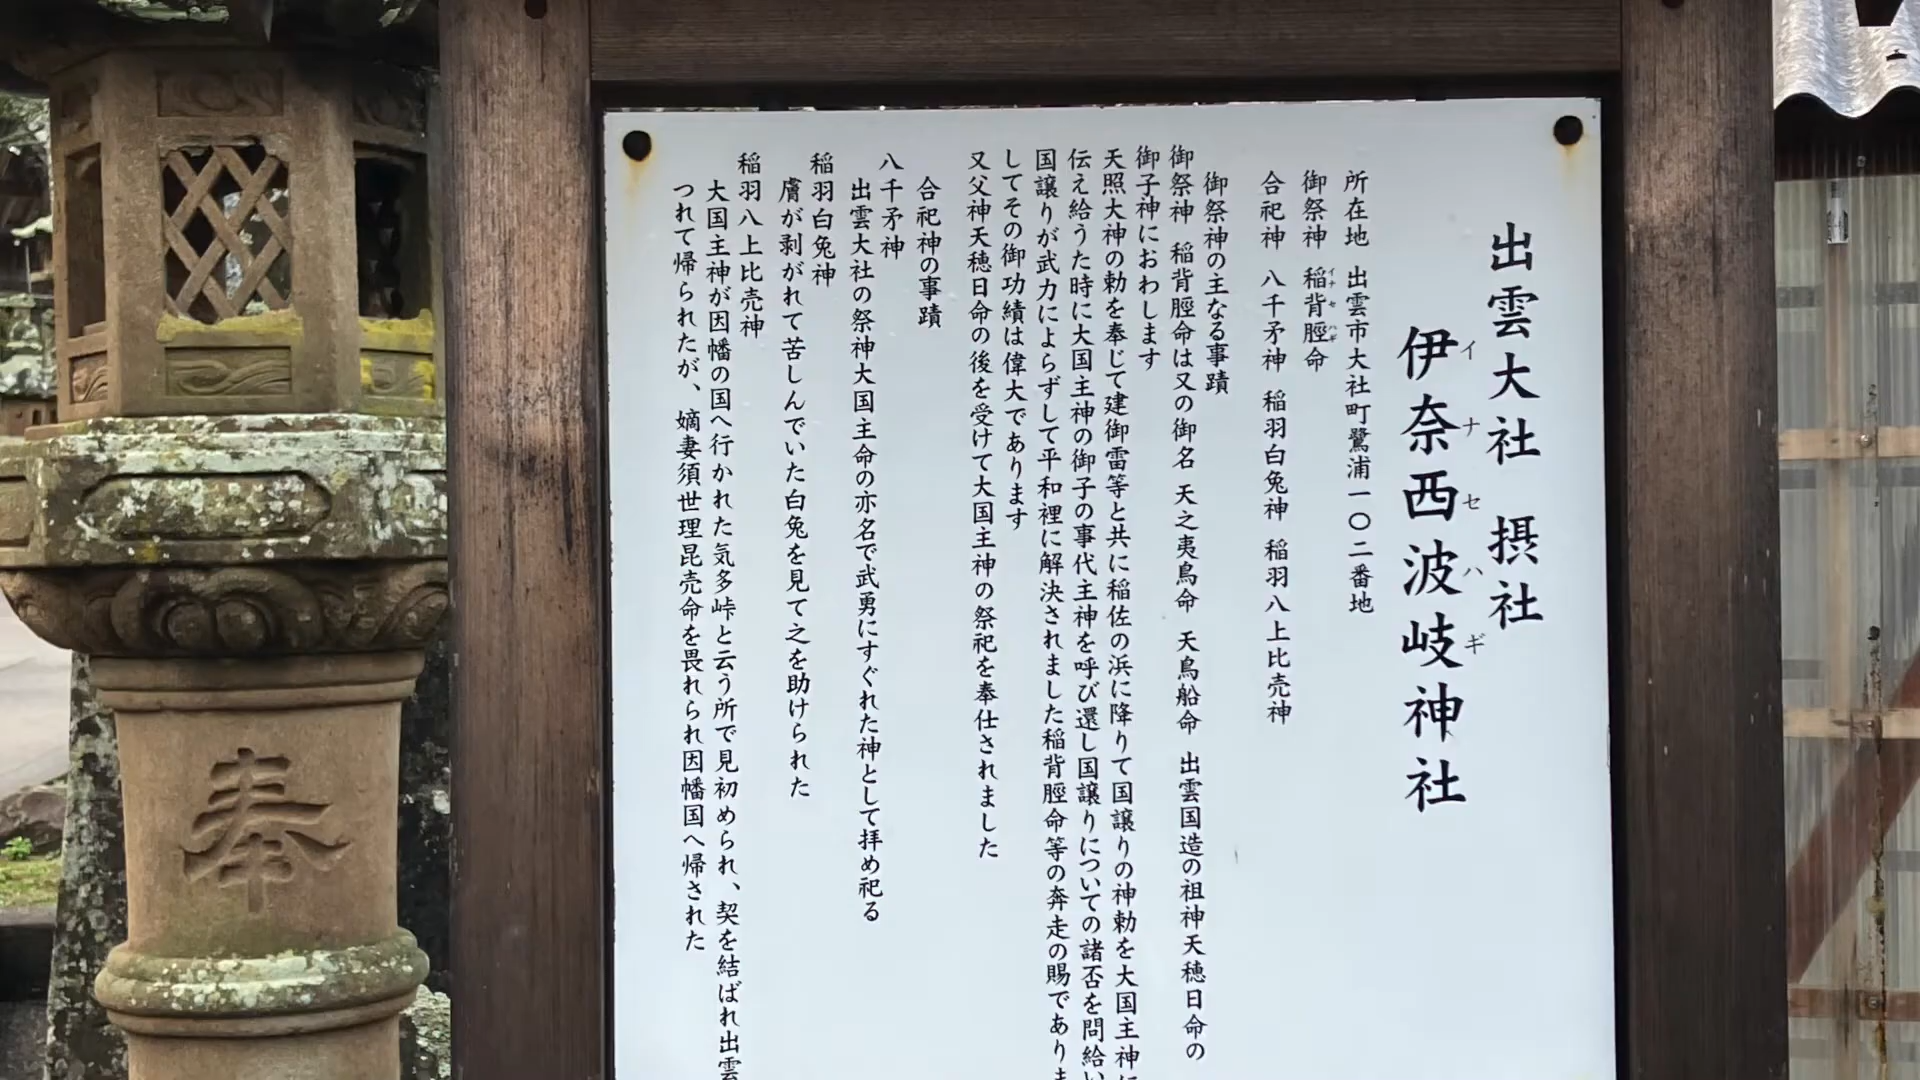 出雲大社 摂社
伊奈西波岐神社
イナセハギ
所在地 出雲市大社町鷺浦一〇二番地
御祭神 稲背脛命
イナセハギ
合祀神 八千矛神 稲羽白兔神 稲羽八上比売神
御祭神の主なる事蹟
御祭神 稲背脛命は又の御名 天之夷鳥命 天鳥船命 出雲国造の祖神天穂日命の
御子神におわします
天照大神の勅を奉じて建御雷等と共に稲佐の浜に降りて国譲りの神勅を大国主神に
伝え給うた時に大国主神の御子の事代主神を呼び還し国譲りについての諸否を問給い
国譲りが武力によらずして平和裡に解決されました稲背脛命等の奔走の賜でありま
してその御功績は偉大であります
又父神天穂日命の後を受けて大国主神の祭祀を奉仕されました
合祀神の事蹟
八千矛神
出雲大社の祭神大国主命の亦名で武勇にすぐれた神として拝め祀る
稲羽白兔神
膚が剥がれて苦しんでいた白兔を見て之を助けられた
稲羽八上比売神
大国主神が因幡の国へ行かれた気多峠と云う所で見初められ、契を結ばれ出雲
つれて帰られたが、嫡妻須世理昆売命を畏れられ因幡国へ帰された
奉